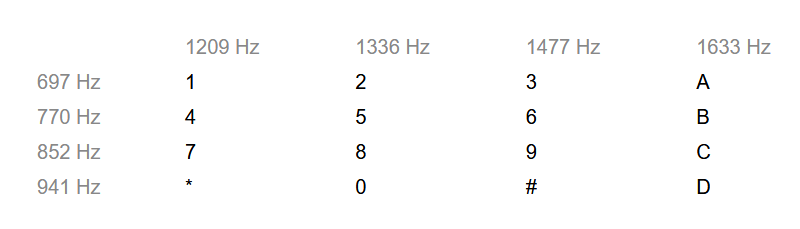 1209 Hz 1336 Hz 1477 Hz 1633 Hz
697 Hz 1 2 3 A
770 Hz 4 5 6 B
852 Hz 7 8 9 C
941 Hz * 0 # D